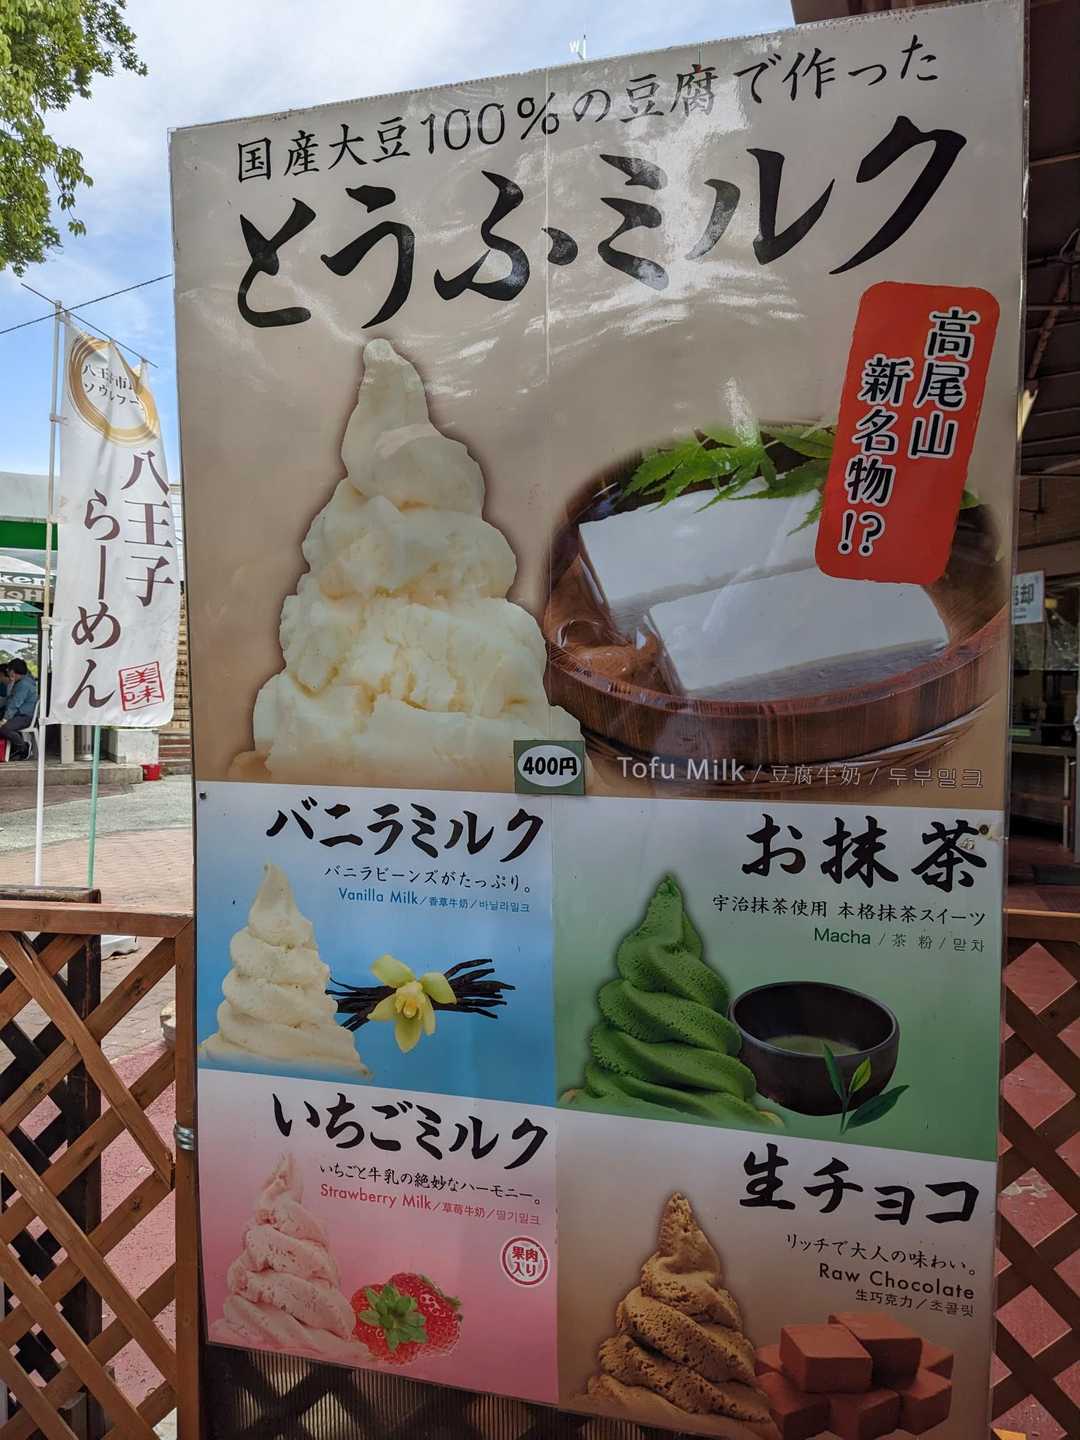 国産大豆100%の豆腐で作った
とうふミルク
高尾山
新名物!?
400円
Tofu Milk / 豆腐牛奶 / 두부밀크
バニラミルク
バニラビーンズがたっぷり。
Vanilla Milk/香草牛奶/바닐라밀크
お抹茶
宇治抹茶使用 本格抹茶スイーツ
Macha / 茶 粉 / 맏차
いちごミルク
いちごと牛乳の絶妙なハーモニー。
Strawberry Milk/草莓牛奶/딸기밀크
果肉
入り
生チョコ
リッチで大人の味わい。
Raw Chocolate
生巧克力/초콜릿
八王子
らーめん
美味